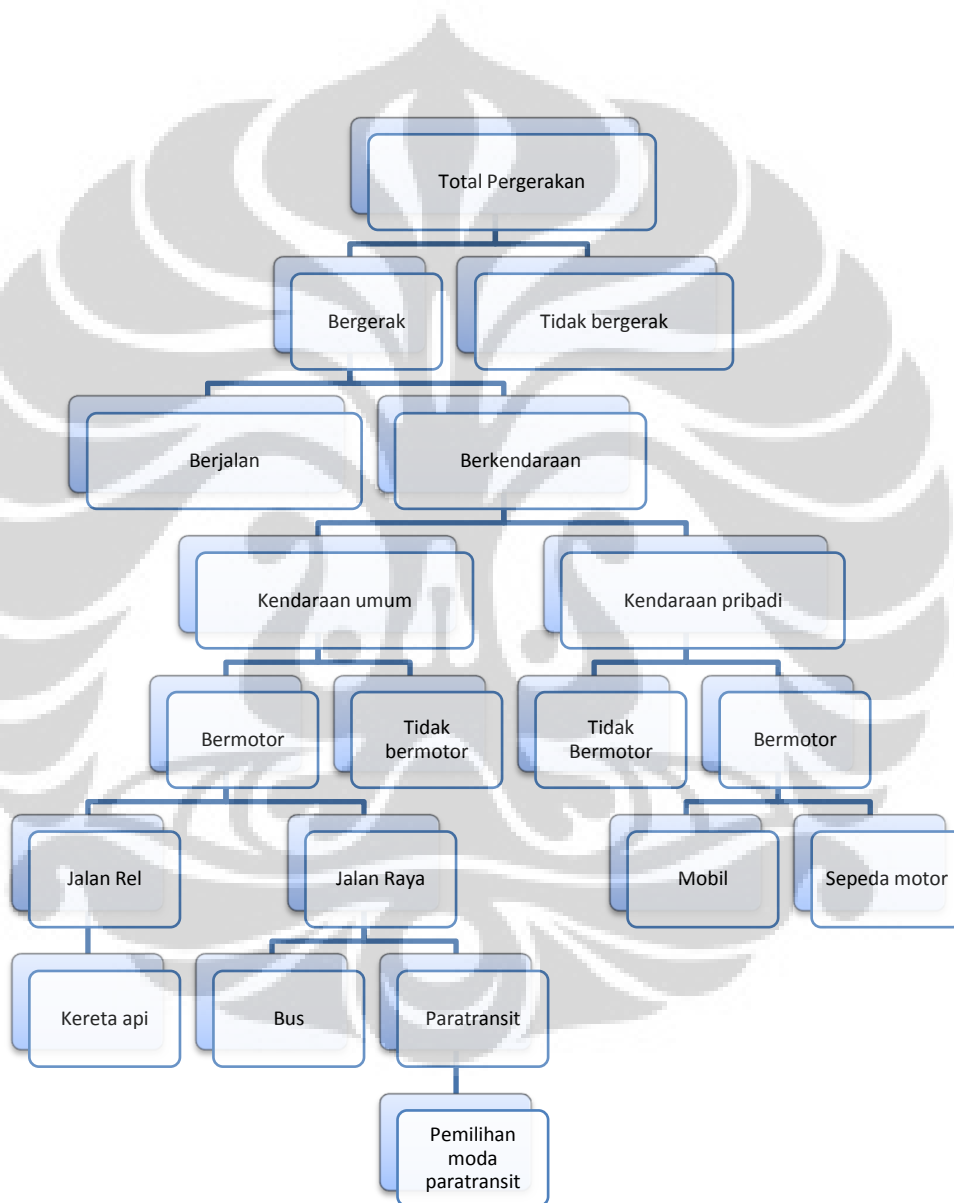 Total Pergerakan
Bergerak
Tidak bergerak
Berjalan
Berkendaraan
Kendaraan umum
Kendaraan pribadi
Bermotor
Tidak
bermotor
Tidak
Bermotor
Bermotor
Jalan Rel
Jalan Raya
Mobil
Sepeda motor
Kereta api
Bus
Paratransit
Pemilihan
moda
paratransit